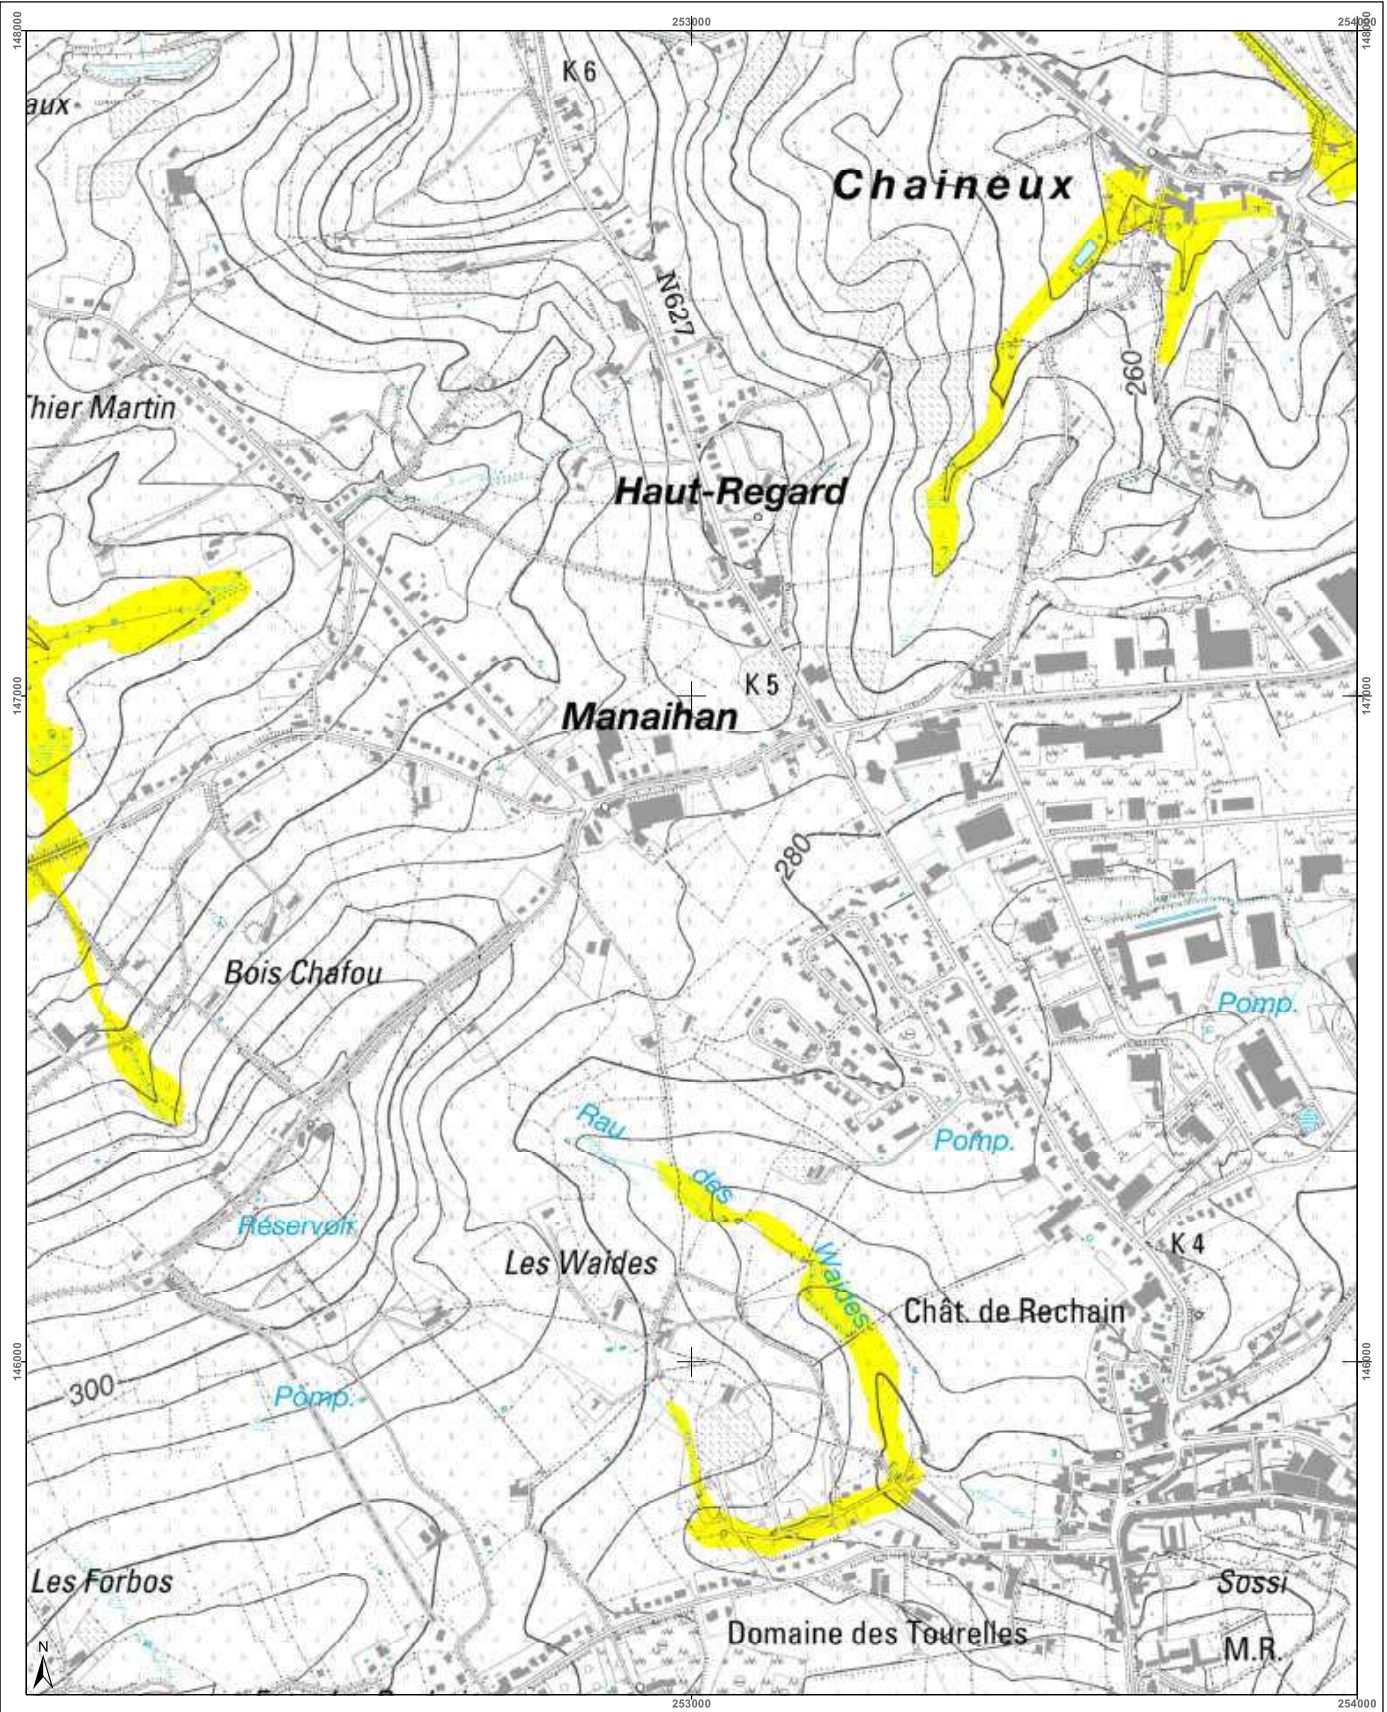 253000
254000
148000
148000
K 6
aux
Chaineux
N627
260
Thier Martin
Haut-Regard
147000
K 5
147000
Manaihan
280
Bois Chafou
Pomp.
Rau
Pomp.
des
Réservoir
Les Waides
Waides
K 4
Chât. de Rechain
146000
146000
300
Pomp.
Les Forbos
Sossi
Domaine des Tourelles
M.R.
N
253000
254000